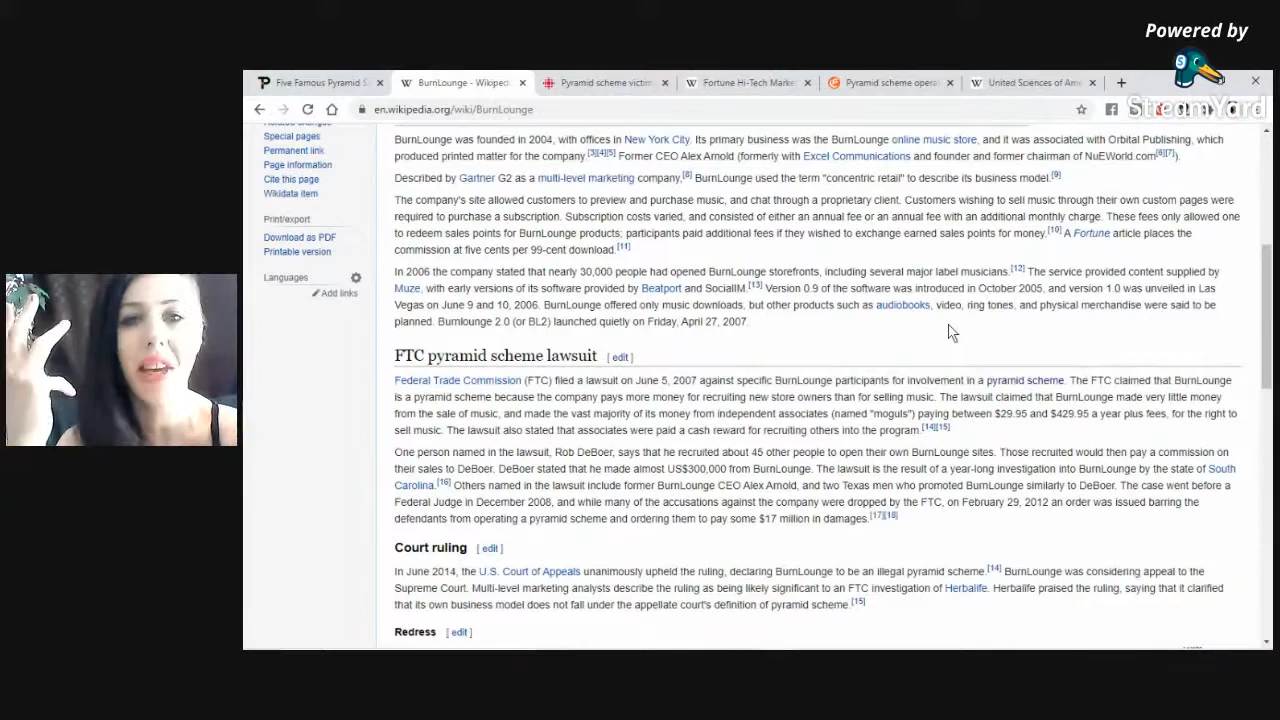 Powered by
StreamYard
Five Famous Pyramid S
BurnLounge - Wikiped
Pyramid scheme victim
Fortune Hi-Tech Marke
Pyramid scheme opera
United Sciences of Ame
en.wikipedia.org/wiki/BurnLounge
Special pages
Permanent link
Page information
Cite this page
Wikidata item
Print/export
Download as PDF
Printable version
Languages
Add links
BurnLounge was founded in 2004, with offices in New York City. Its primary business was the BurnLounge online music store, and it was associated with Orbital Publishing, which
produced printed matter for the company.[3][4][5] Former CEO Alex Arnold (formerly with Excel Communications and founder and former chairman of NuEWorld.com[6][7]).
Described by Gartner G2 as a multi-level marketing company,[8] BurnLounge used the term "concentric retail" to describe its business model.[9]
The company's site allowed customers to preview and purchase music, and chat through a proprietary client. Customers wishing to sell music through their own custom pages were
required to purchase a subscription. Subscription costs varied, and consisted of either an annual fee or an annual fee with an additional monthly charge. These fees only allowed one
to redeem sales points for BurnLounge products; participants paid additional fees if they wished to exchange earned sales points for money.[10] A Fortune article places the
commission at five cents per 99-cent download.[11]
In 2006 the company stated that nearly 30,000 people had opened BurnLounge storefronts, including several major label musicians.[12] The service provided content supplied by
Muze, with early versions of its software provided by Beatport and SocialIM.[13] Version 0.9 of the software was introduced in October 2005, and version 1.0 was unveiled in Las
Vegas on June 9 and 10, 2006. BurnLounge offered only music downloads, but other products such as audiobooks, video, ring tones, and physical merchandise were said to be
planned. Burnlounge 2.0 (or BL2) launched quietly on Friday, April 27, 2007.
FTC pyramid scheme lawsuit [ edit ]
Federal Trade Commission (FTC) filed a lawsuit on June 5, 2007 against specific BurnLounge participants for involvement in a pyramid scheme. The FTC claimed that BurnLounge
is a pyramid scheme because the company pays more money for recruiting new store owners than for selling music. The lawsuit claimed that BurnLounge made very little money
from the sale of music, and made the vast majority of its money from independent associates (named "moguls") paying between $29.95 and $429.95 a year plus fees, for the right to
sell music. The lawsuit also stated that associates were paid a cash reward for recruiting others into the program.[14][15]
One person named in the lawsuit, Rob DeBoer, says that he recruited about 45 other people to open their own BurnLounge sites. Those recruited would then pay a commission on
their sales to DeBoer. DeBoer stated that he made almost US$300,000 from BurnLounge. The lawsuit is the result of a year-long investigation into BurnLounge by the state of South
Carolina.[16] Others named in the lawsuit include former BurnLounge CEO Alex Arnold, and two Texas men who promoted BurnLounge similarly to DeBoer. The case went before a
Federal Judge in December 2008, and while many of the accusations against the company were dropped by the FTC, on February 29, 2012 an order was issued barring the
defendants from operating a pyramid scheme and ordering them to pay some $17 million in damages.[17][18]
Court ruling [ edit ]
In June 2014, the U.S. Court of Appeals unanimously upheld the ruling, declaring BurnLounge to be an illegal pyramid scheme.[14] BurnLounge was considering appeal to the
Supreme Court. Multi-level marketing analysts describe the ruling as being likely significant to an FTC investigation of Herbalife. Herbalife praised the ruling, saying that it clarified
that its own business model does not fall under the appellate court's definition of pyramid scheme.[15]
Redress [ edit ]